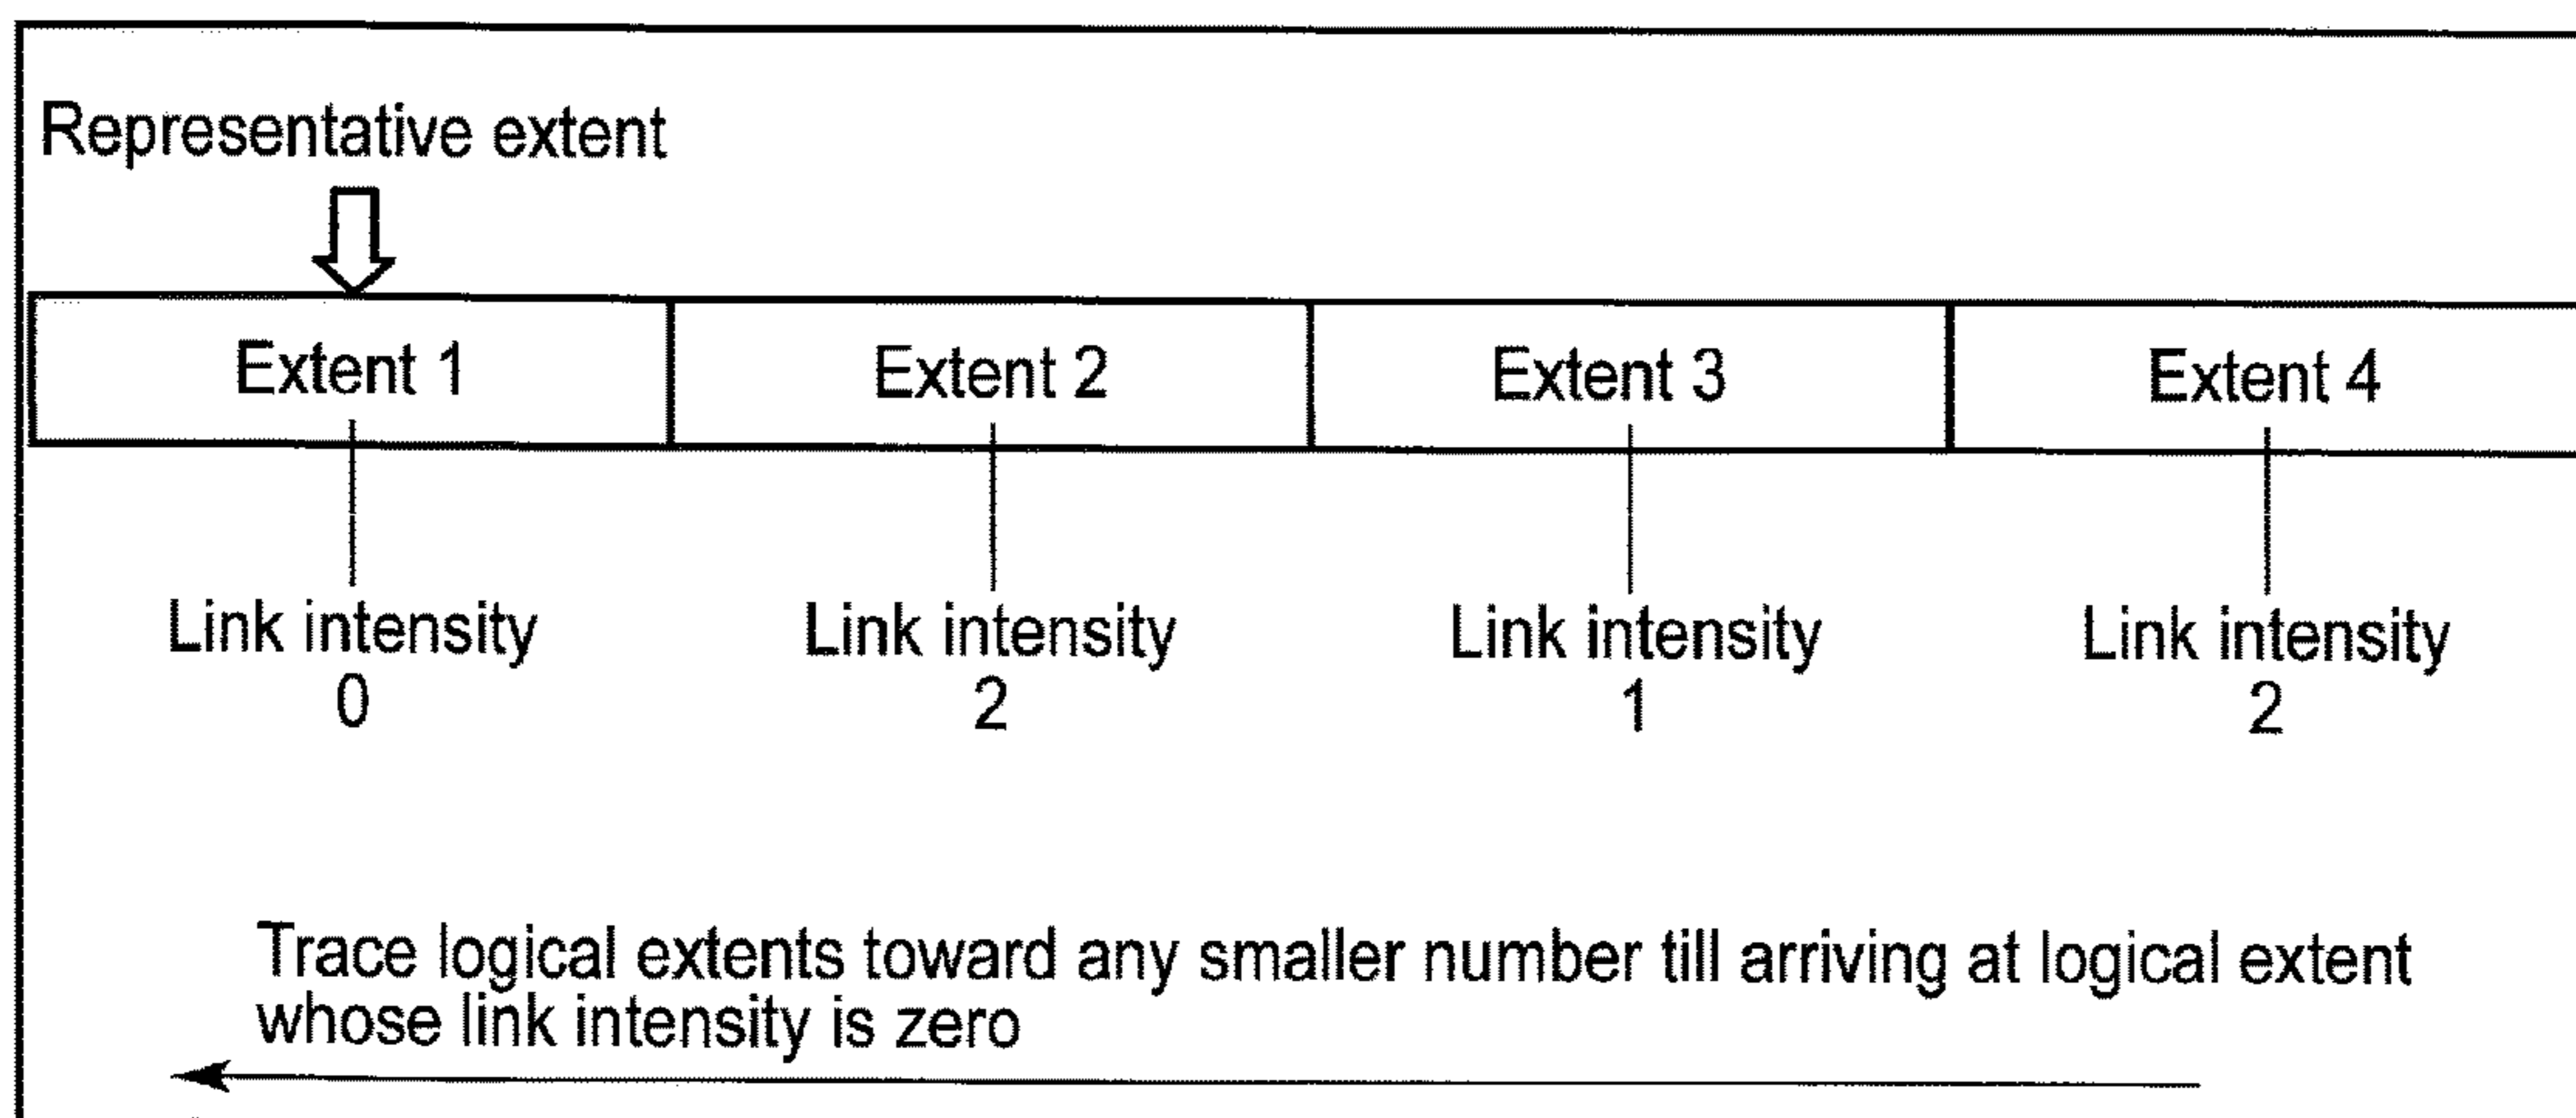 Representative extent
Extent 1
Extent 2
Extent 3
Extent 4
Link intensity
0
Link intensity
2
Link intensity
1
Link intensity
2
Trace logical extents toward any smaller number till arriving at logical extent
whose link intensity is zero